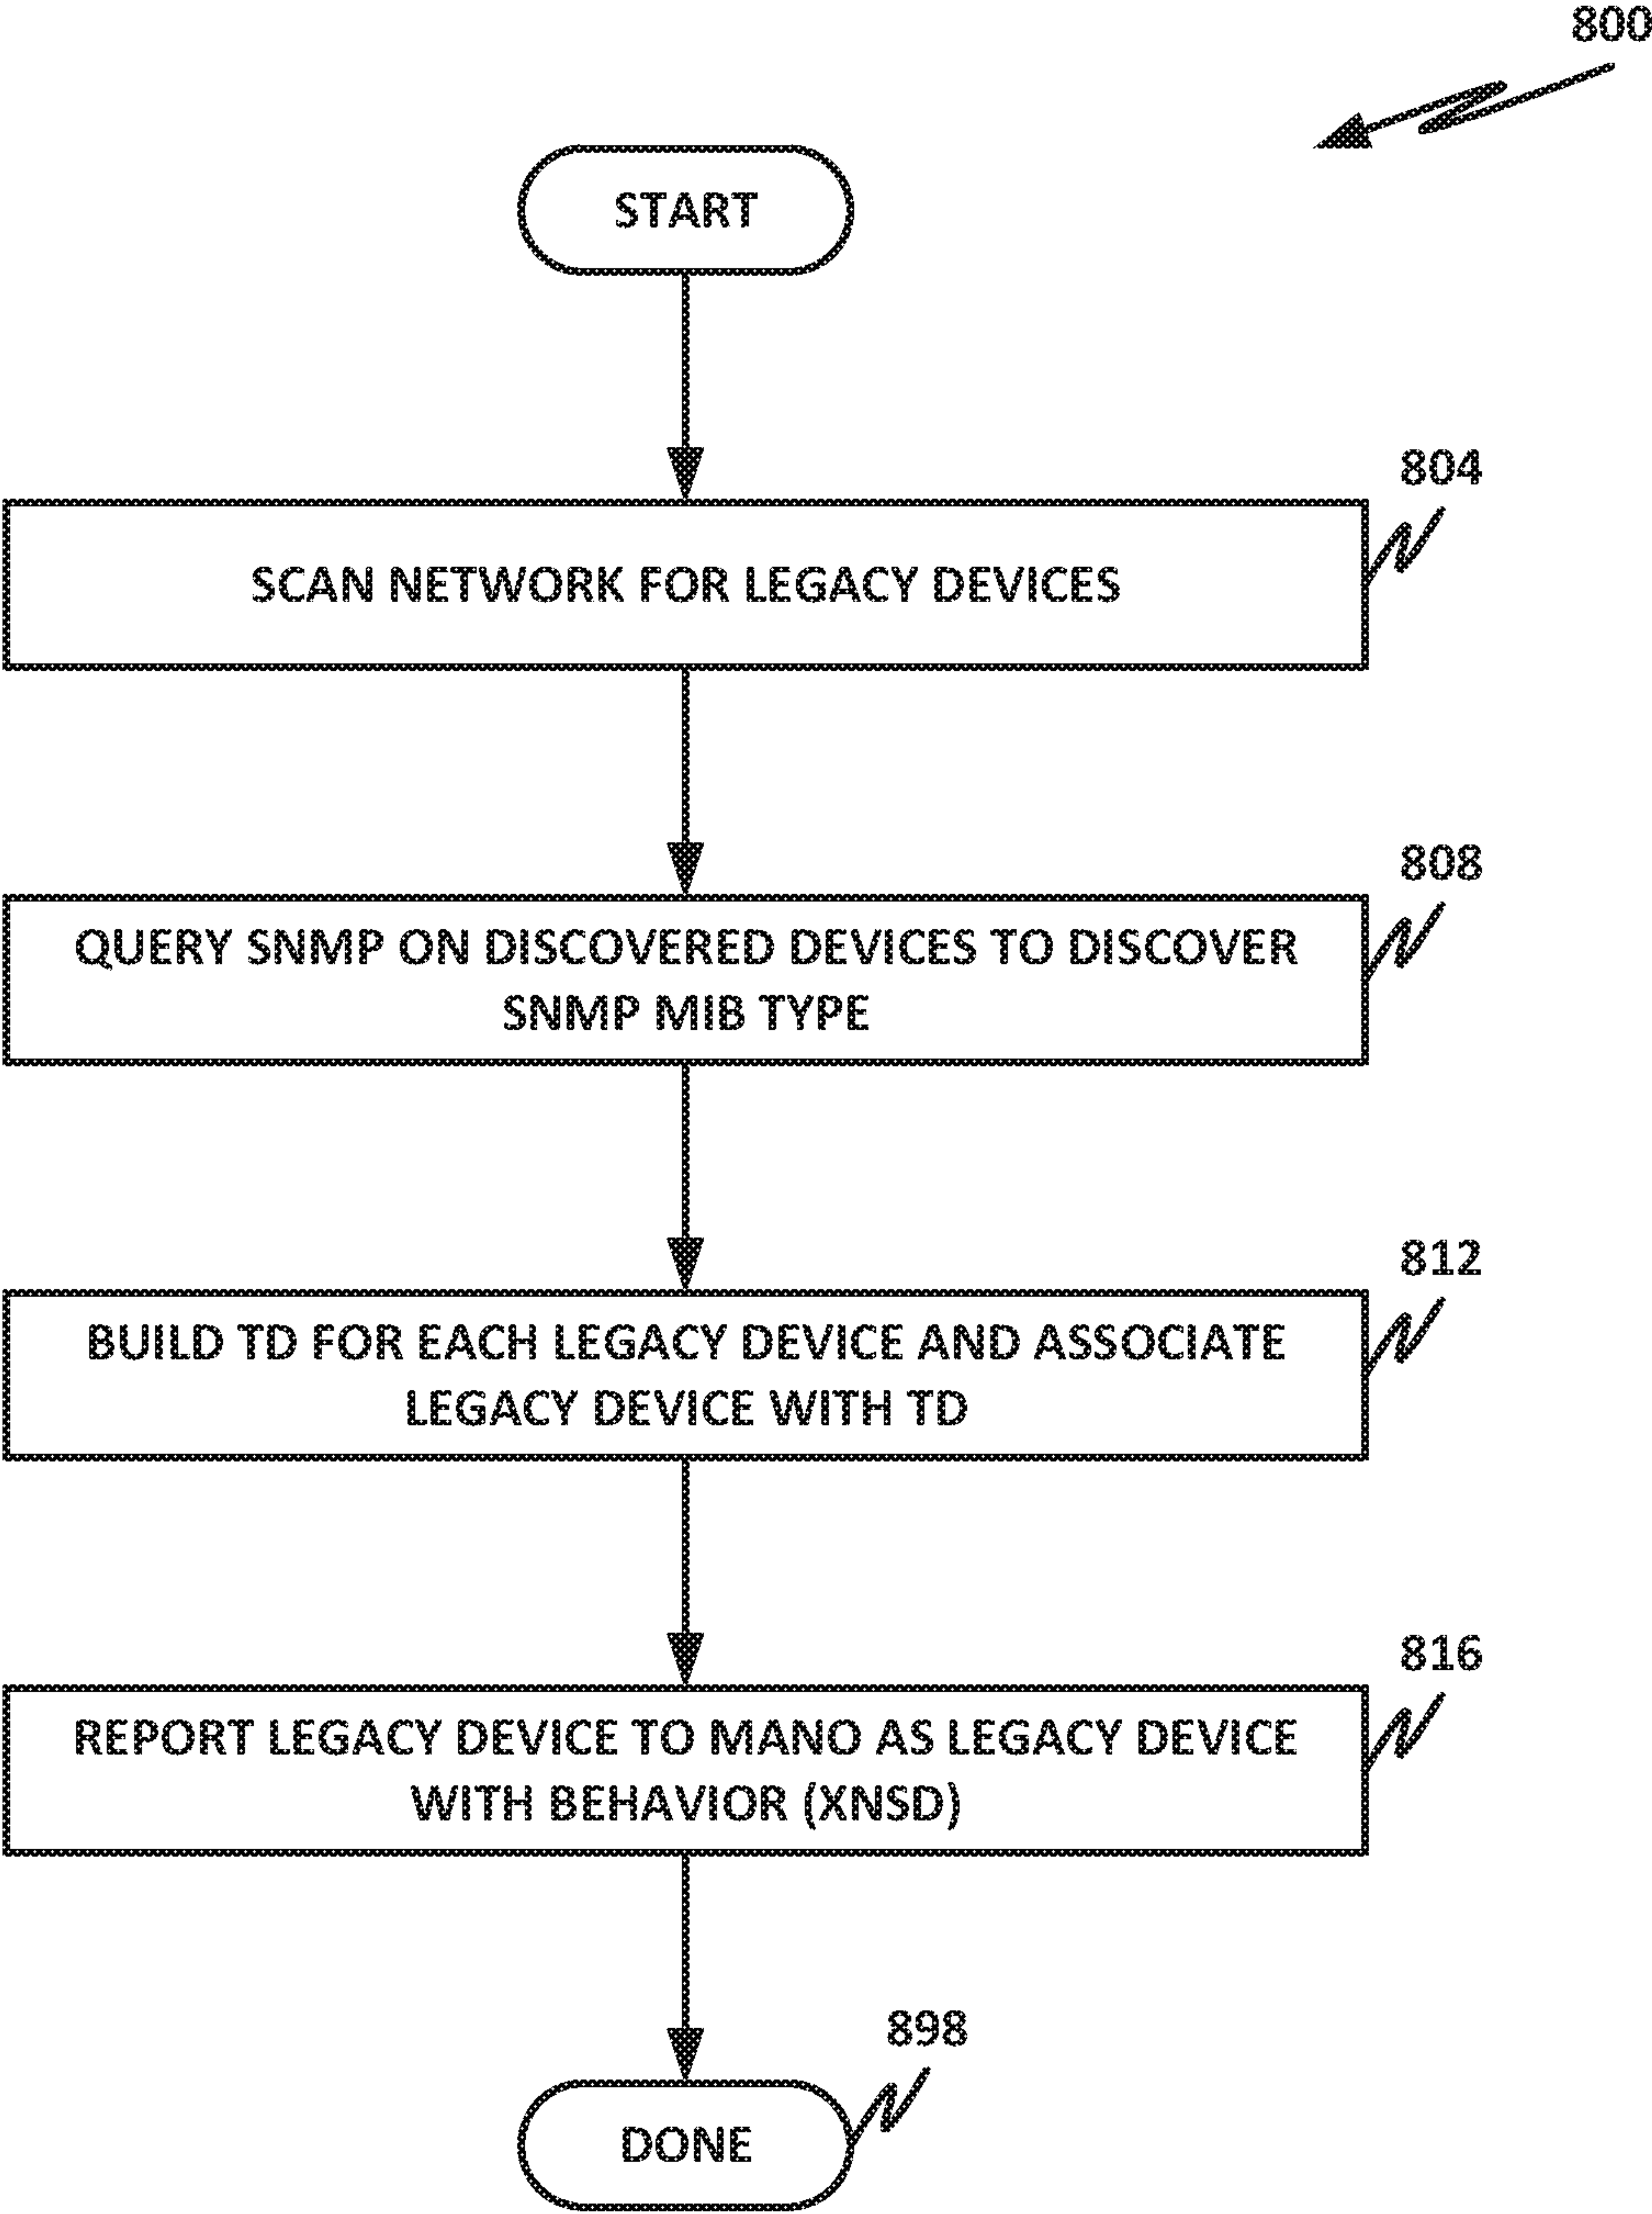 800
START
804
SCAN NETWORK FOR LEGACY DEVICES
808
QUERY SNMP ON DISCOVERED DEVICES TO DISCOVER
SNMP MIB TYPE
812
BUILD TD FOR EACH LEGACY DEVICE AND ASSOCIATE
LEGACY DEVICE WITH TD
816
REPORT LEGACY DEVICE TO MANO AS LEGACY DEVICE
WITH BEHAVIOR (XNSD)
898
DONE